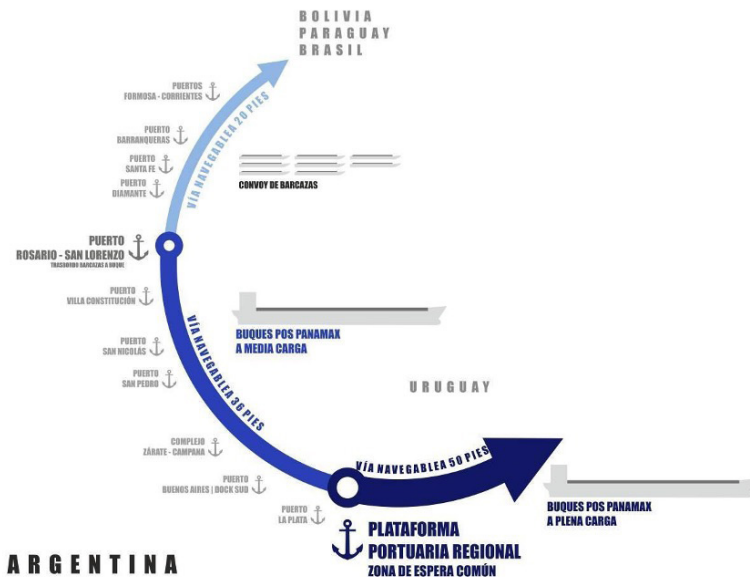 BOLIVIA
PARAGUAY
BRASIL
PUERTOS
FORMOSA - CORRIENTES
PUERTO
BARRANQUERAS
PUERTO
SANTA FE
PUERTO
DIAMANTE
VÍA NAVEGABLEA 20 PIES
CONVOY DE BARCAZAS
PUERTO
ROSARIO - SAN LORENZO
TRASBORDO BARCAZAS A BUQUE
PUERTO
VILLA CONSTITUCIÓN
PUERTO
SAN NICOLÁS
PUERTO
SAN PEDRO
VÍA NAVEGABLEA 36 PIES
BUQUES POS PANAMAX
A MEDIA CARGA
URUGUAY
COMPLEJO
ZÁRATE - CAMPANA
PUERTO
BUENOS AIRES | DOCK SUD
PUERTO
LA PLATA
VÍA NAVEGABLEA 50 PIES
BUQUES POS PANAMAX
A PLENA CARGA
PLATAFORMA
PORTUARIA REGIONAL
ZONA DE ESPERA COMÚN
ARGENTINA